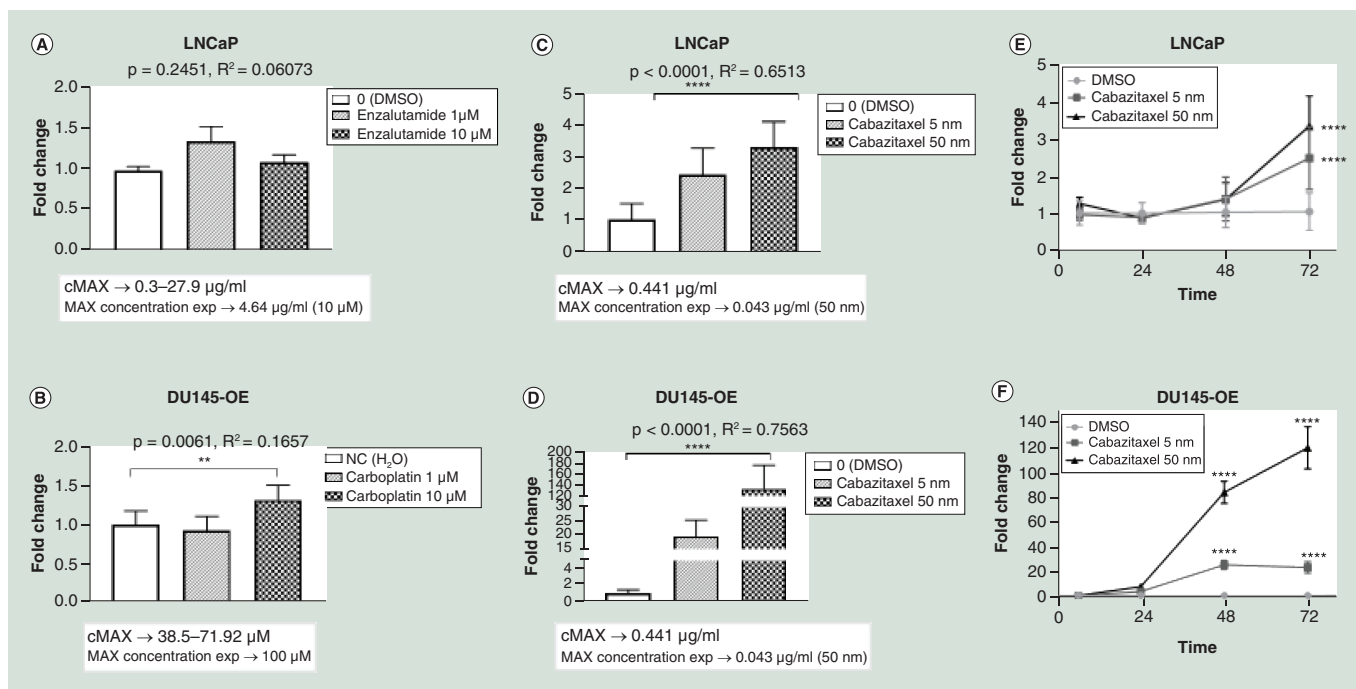 A
LNCaP
p = 0.2451, R² = 0.06073
Fold change
2.0
1.5
1.0
0.5
0.0
0 (DMSO)
Enzalutamide 1µM
Enzalutamide 10 µM
cMAX → 0.3–27.9 µg/ml
MAX concentration exp → 4.64 µg/ml (10 µM)
C
LNCaP
p < 0.0001, R² = 0.6513
****
Fold change
5
4
3
2
1
0
0 (DMSO)
Cabazitaxel 5 nm
Cabazitaxel 50 nm
cMAX → 0.441 µg/ml
MAX concentration exp → 0.043 µg/ml (50 nm)
E
LNCaP
Fold change
5
4
3
2
1
0
DMSO
Cabazitaxel 5 nm
Cabazitaxel 50 nm
****
****
0
24
48
72
Time
B
DU145-OE
p = 0.0061, R² = 0.1657
**
Fold change
2.0
1.5
1.0
0.5
0.0
NC (H₂O)
Carboplatin 1 µM
Carboplatin 10 µM
cMAX → 38.5–71.92 µM
MAX concentration exp → 100 µM
D
DU145-OE
p < 0.0001, R² = 0.7563
****
Fold change
200
180
160
140
120
30
25
20
15
4
2
0
0 (DMSO)
Cabazitaxel 5 nm
Cabazitaxel 50 nm
cMAX → 0.441 µg/ml
MAX concentration exp → 0.043 µg/ml (50 nm)
F
DU145-OE
Fold change
140
120
100
80
60
40
20
0
DMSO
Cabazitaxel 5 nm
Cabazitaxel 50 nm
****
****
****
****
0
24
48
72
Time